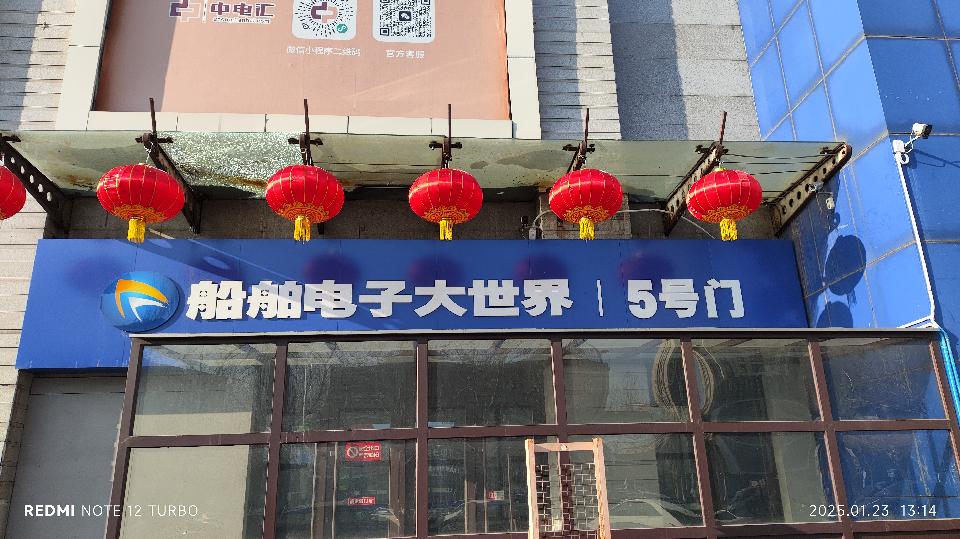 中电汇
微信小程序二维码
官方客服
船舶电子大世界 | 5号门
REDMI NOTE 12 TURBO
2025.01.23 13:14